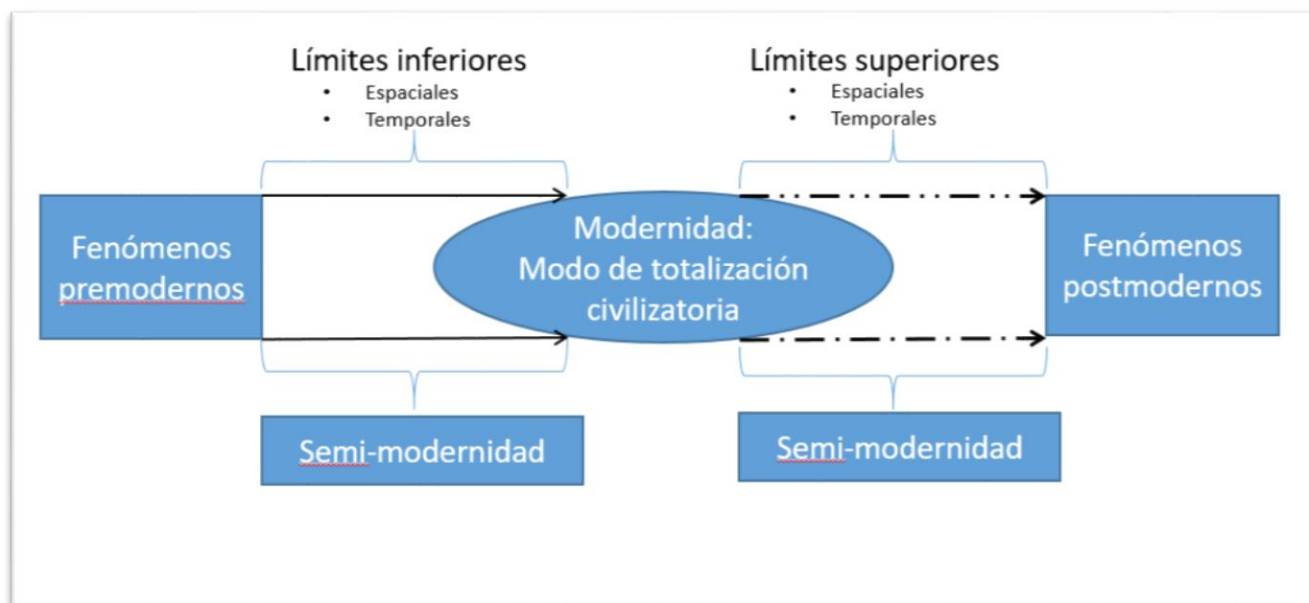 Límites inferiores
• Espaciales
• Temporales
Límites superiores
• Espaciales
• Temporales
Fenómenos
premodernos
Modernidad:
Modo de totalización
civilizatoria
Fenómenos
postmodernos
Semi-modernidad
Semi-modernidad